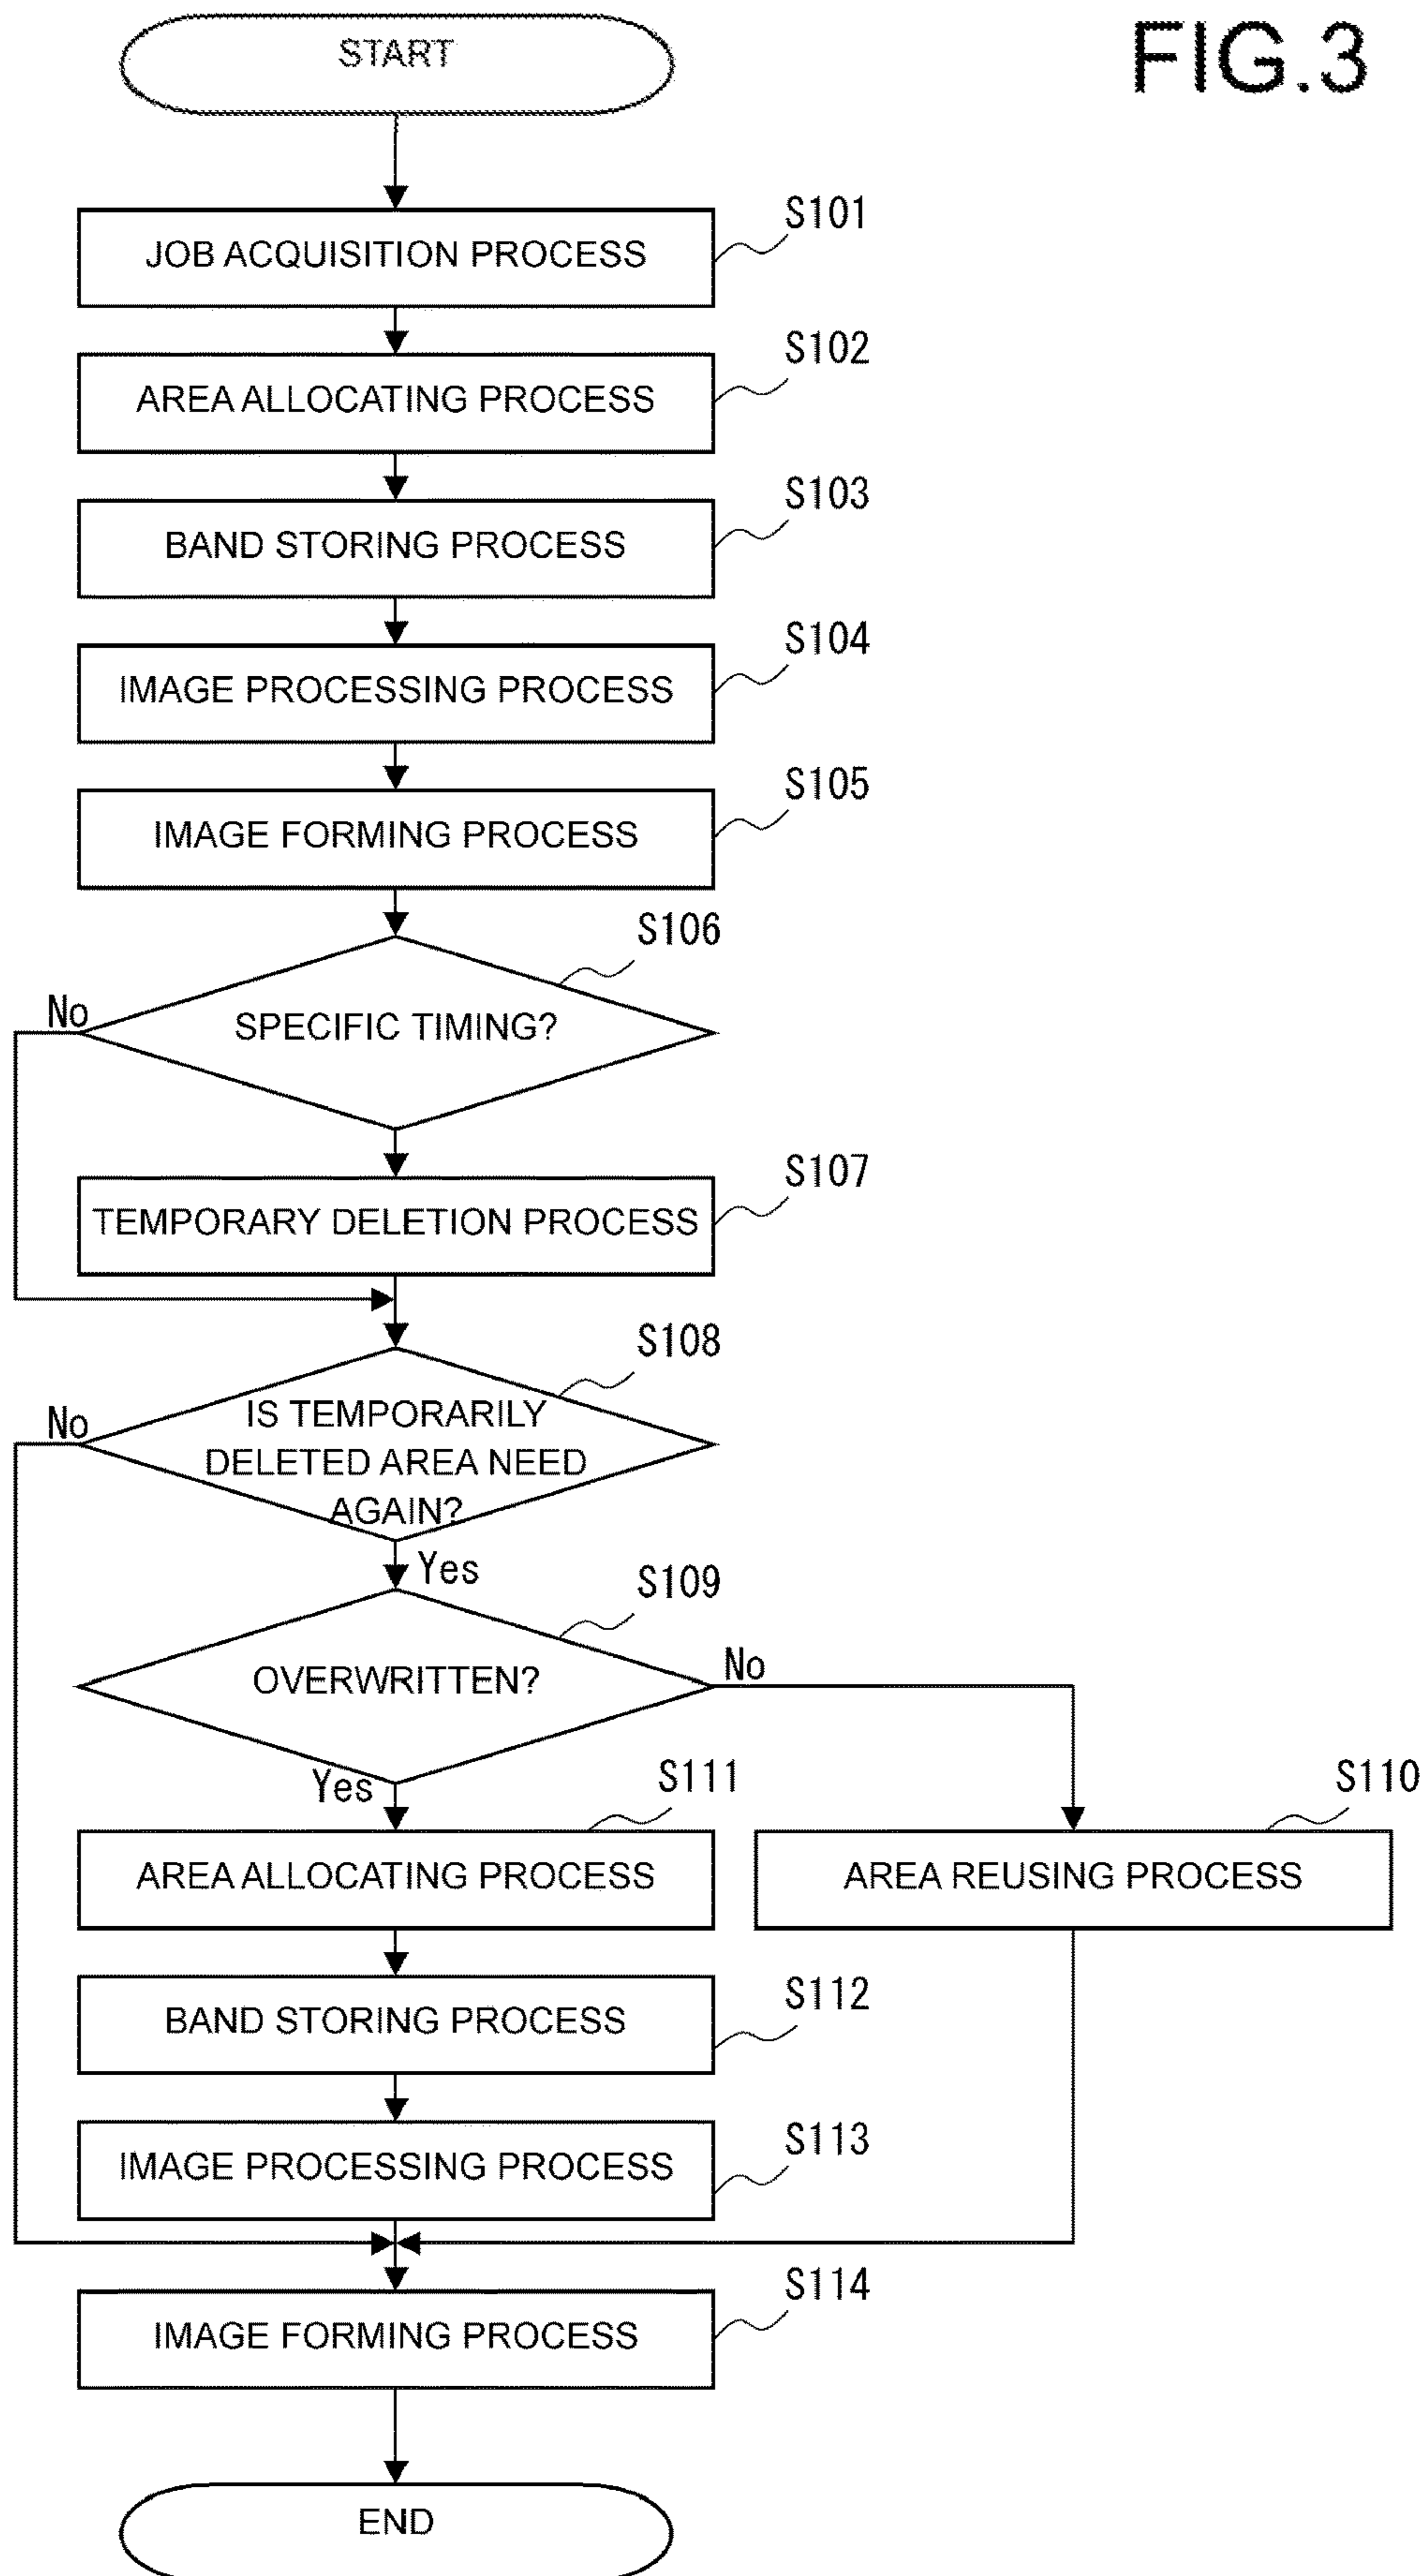 FIG.3
START
S101
JOB ACQUISITION PROCESS
S102
AREA ALLOCATING PROCESS
S103
BAND STORING PROCESS
S104
IMAGE PROCESSING PROCESS
S105
IMAGE FORMING PROCESS
S106
No
SPECIFIC TIMING?
S107
TEMPORARY DELETION PROCESS
S108
No
IS TEMPORARILY
DELETED AREA NEED
AGAIN?
Yes
S109
OVERWRITTEN?
No
Yes
S111
S110
AREA ALLOCATING PROCESS
AREA REUSING PROCESS
S112
BAND STORING PROCESS
S113
IMAGE PROCESSING PROCESS
S114
IMAGE FORMING PROCESS
END